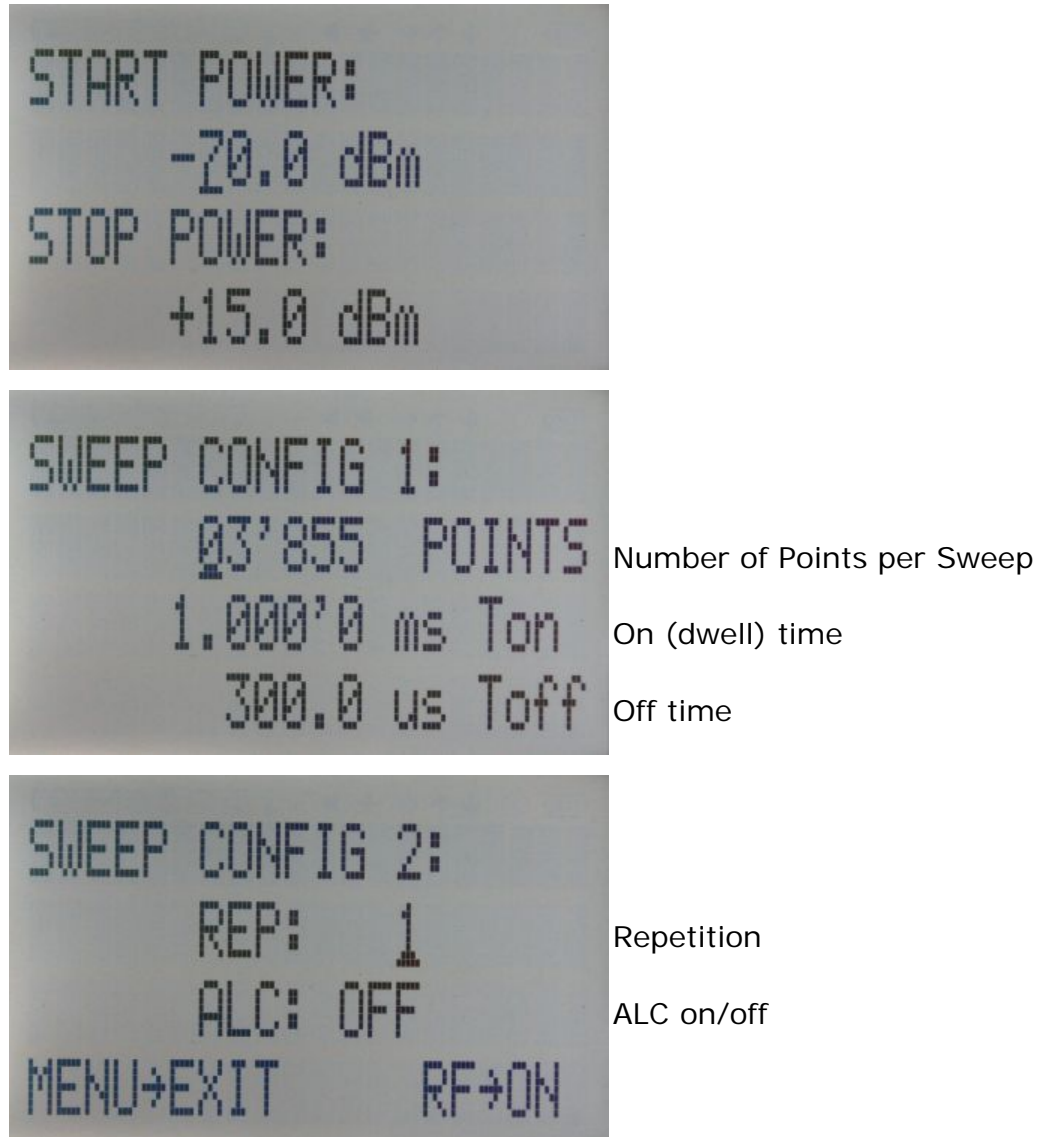 START POWER:
-70.0 dBm
STOP POWER:
+15.0 dBm
SWEEP CONFIG 1:
03'855 POINTS Number of Points per Sweep
1.000'0 ms Ton On (dwell) time
300.0 us Toff Off time
SWEEP CONFIG 2:
REP: 1 Repetition
ALC: OFF ALC on/off
MENU→EXIT RF→ON